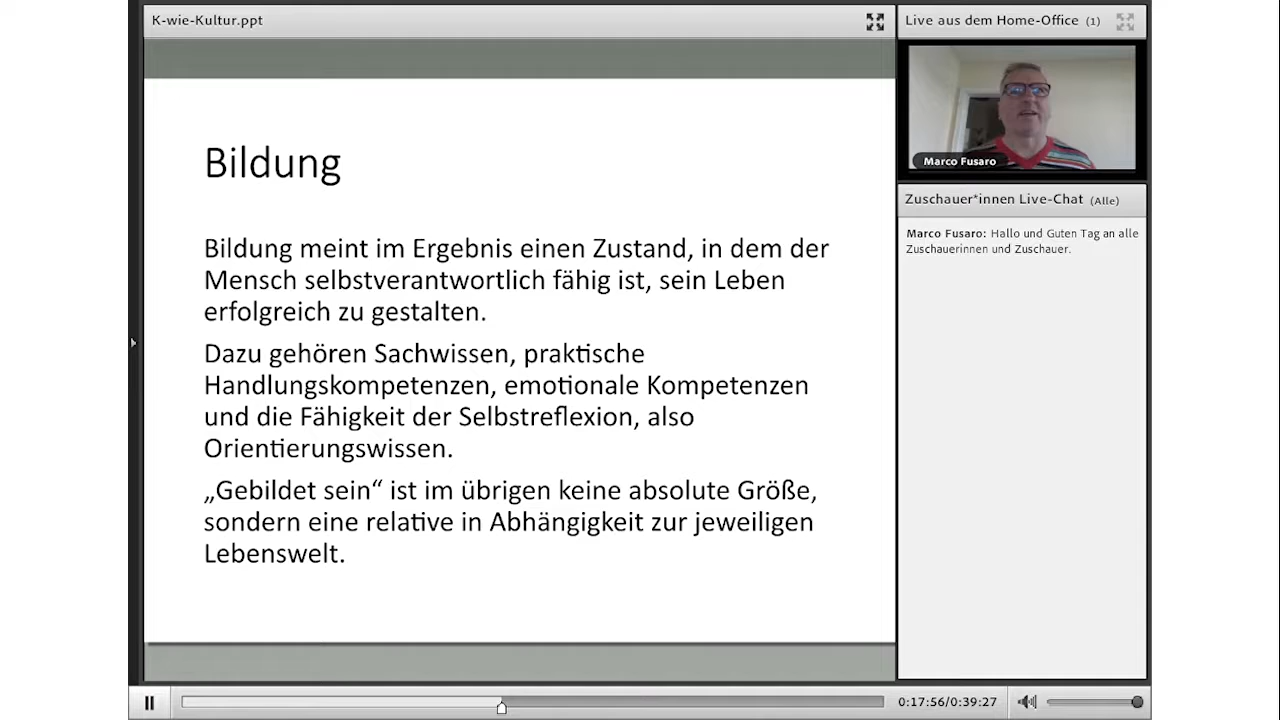 K-wie-Kultur.ppt
Bildung
Bildung meint im Ergebnis einen Zustand, in dem der
Mensch selbstverantwortlich fähig ist, sein Leben
erfolgreich zu gestalten.
Dazu gehören Sachwissen, praktische
Handlungskompetenzen, emotionale Kompetenzen
und die Fähigkeit der Selbstreflexion, also
Orientierungswissen.
„Gebildet sein“ ist im übrigen keine absolute Größe,
sondern eine relative in Abhängigkeit zur jeweiligen
Lebenswelt.
Live aus dem Home-Office (1)
Marco Fusaro
Zuschauer*innen Live-Chat (Alle)
Marco Fusaro: Hallo und Guten Tag an alle
Zuschauerinnen und Zuschauer.
0:17:56/0:39:27